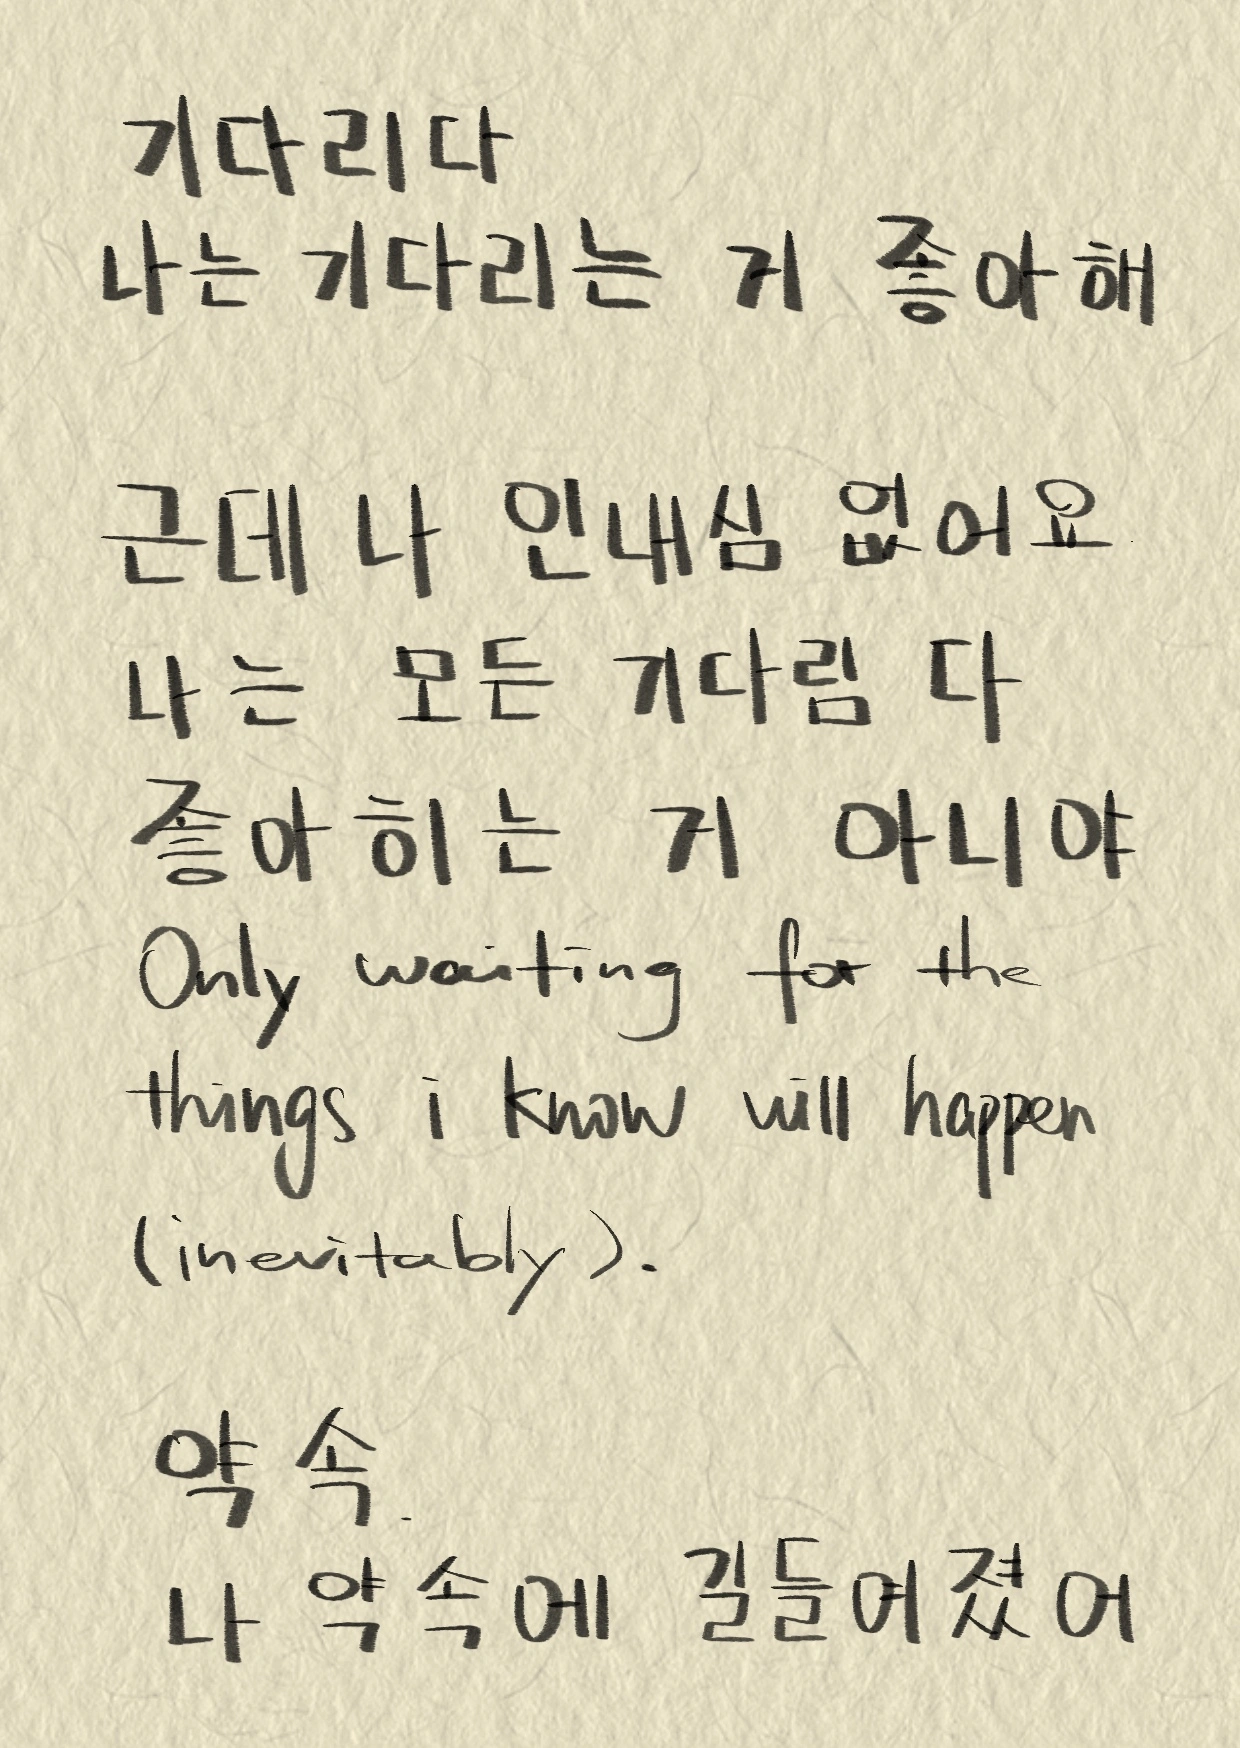 기다리다
나는 기다리는 거 좋아해
근데 나 인내심 없어요
나는 모든 기다림 다
좋아히는 거 아니야
Only waiting for the
things i know will happen
(inevitably).
약속.
나 약속에 길들어졌어